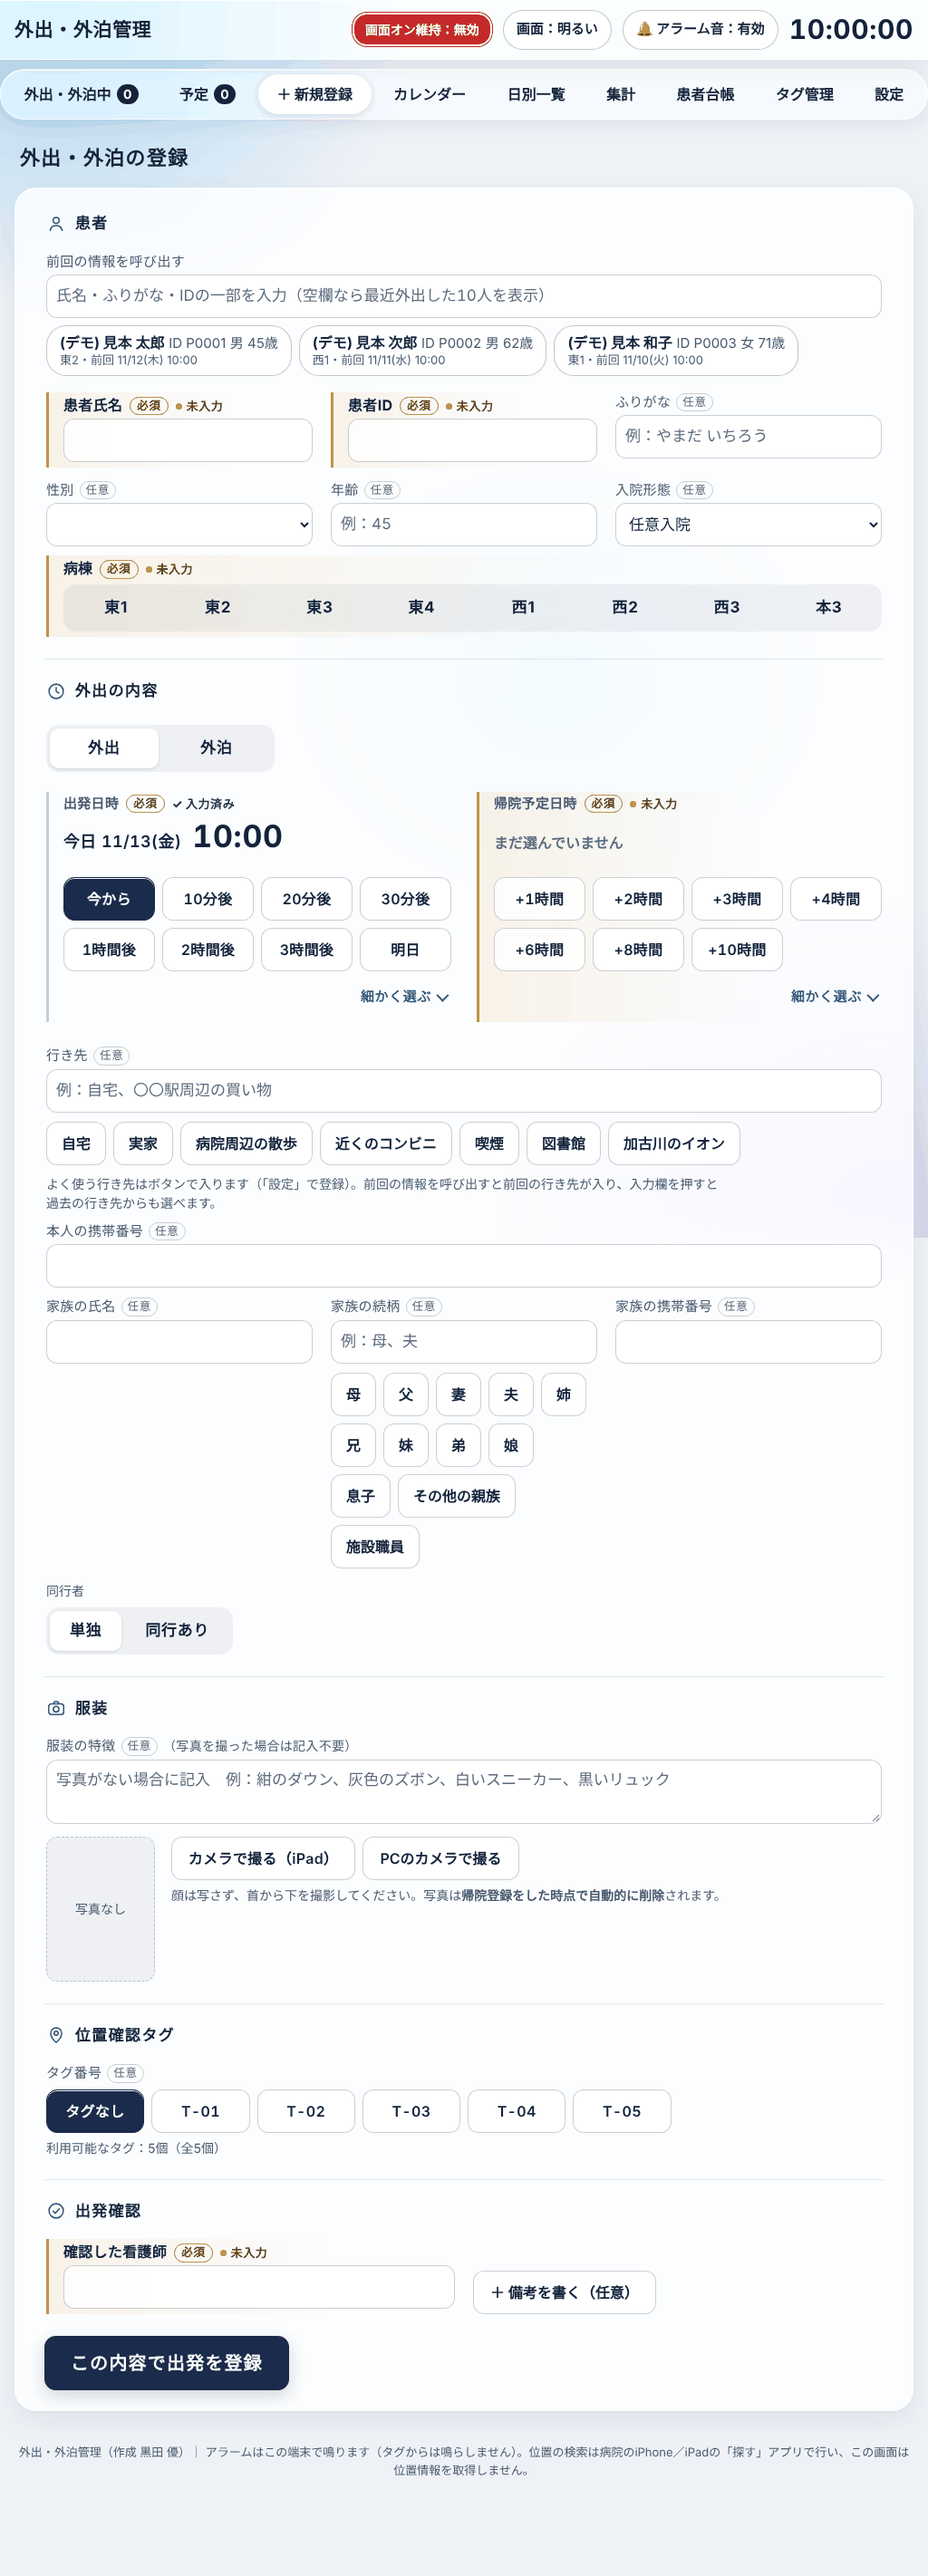 外出・外泊管理
画面オン維持：無効
画面：明るい
🔔 アラーム音：有効
10:00:00
外出・外泊中 0
予定 0
＋ 新規登録
カレンダー
日別一覧
集計
患者台帳
タグ管理
設定
外出・外泊の登録
患者
前回の情報を呼び出す
氏名・ふりがな・IDの一部を入力（空欄なら最近外出した10人を表示）
(デモ) 見本 太郎 ID P0001 男 45歳
東2・前回 11/12(木) 10:00
(デモ) 見本 次郎 ID P0002 男 62歳
西1・前回 11/11(水) 10:00
(デモ) 見本 和子 ID P0003 女 71歳
東1・前回 11/10(火) 10:00
患者氏名 必須 未入力
患者ID 必須 未入力
ふりがな 任意
例：やまだ いちろう
性別 任意
年齢 任意
例：45
入院形態 任意
任意入院
病棟 必須 未入力
東1 東2 東3 東4 西1 西2 西3 本3
外出の内容
外出 外泊
出発日時 必須 ✓ 入力済み
今日 11/13(金) 10:00
今から 10分後 20分後 30分後
1時間後 2時間後 3時間後 明日
細かく選ぶ
帰院予定日時 必須 未入力
まだ選んでいません
+1時間 +2時間 +3時間 +4時間
+6時間 +8時間 +10時間
細かく選ぶ
行き先 任意
例：自宅、〇〇駅周辺の買い物
自宅 実家 病院周辺の散歩 近くのコンビニ 喫煙 図書館 加古川のイオン
よく使う行き先はボタンで入ります（「設定」で登録）。前回の情報を呼び出すと前回の行き先が入り、入力欄を押すと
過去の行き先からも選べます。
本人の携帯番号 任意
家族の氏名 任意
家族の続柄 任意
例：母、夫
母 父 妻 夫 姉
兄 妹 弟 娘
息子 その他の親族
施設職員
家族の携帯番号 任意
同行者
単独 同行あり
服装
服装の特徴 任意 （写真を撮った場合は記入不要）
写真がない場合に記入　例：紺のダウン、灰色のズボン、白いスニーカー、黒いリュック
写真なし
カメラで撮る（iPad） PCのカメラで撮る
顔は写さず、首から下を撮影してください。写真は帰院登録をした時点で自動的に削除されます。
位置確認タグ
タグ番号 任意
タグなし T-01 T-02 T-03 T-04 T-05
利用可能なタグ：5個（全5個）
出発確認
確認した看護師 必須 未入力
＋ 備考を書く（任意）
この内容で出発を登録
外出・外泊管理（作成 黒田 優）｜ アラームはこの端末で鳴ります（タグからは鳴らしません）。位置の検索は病院のiPhone／iPadの「探す」アプリで行い、この画面は
位置情報を取得しません。